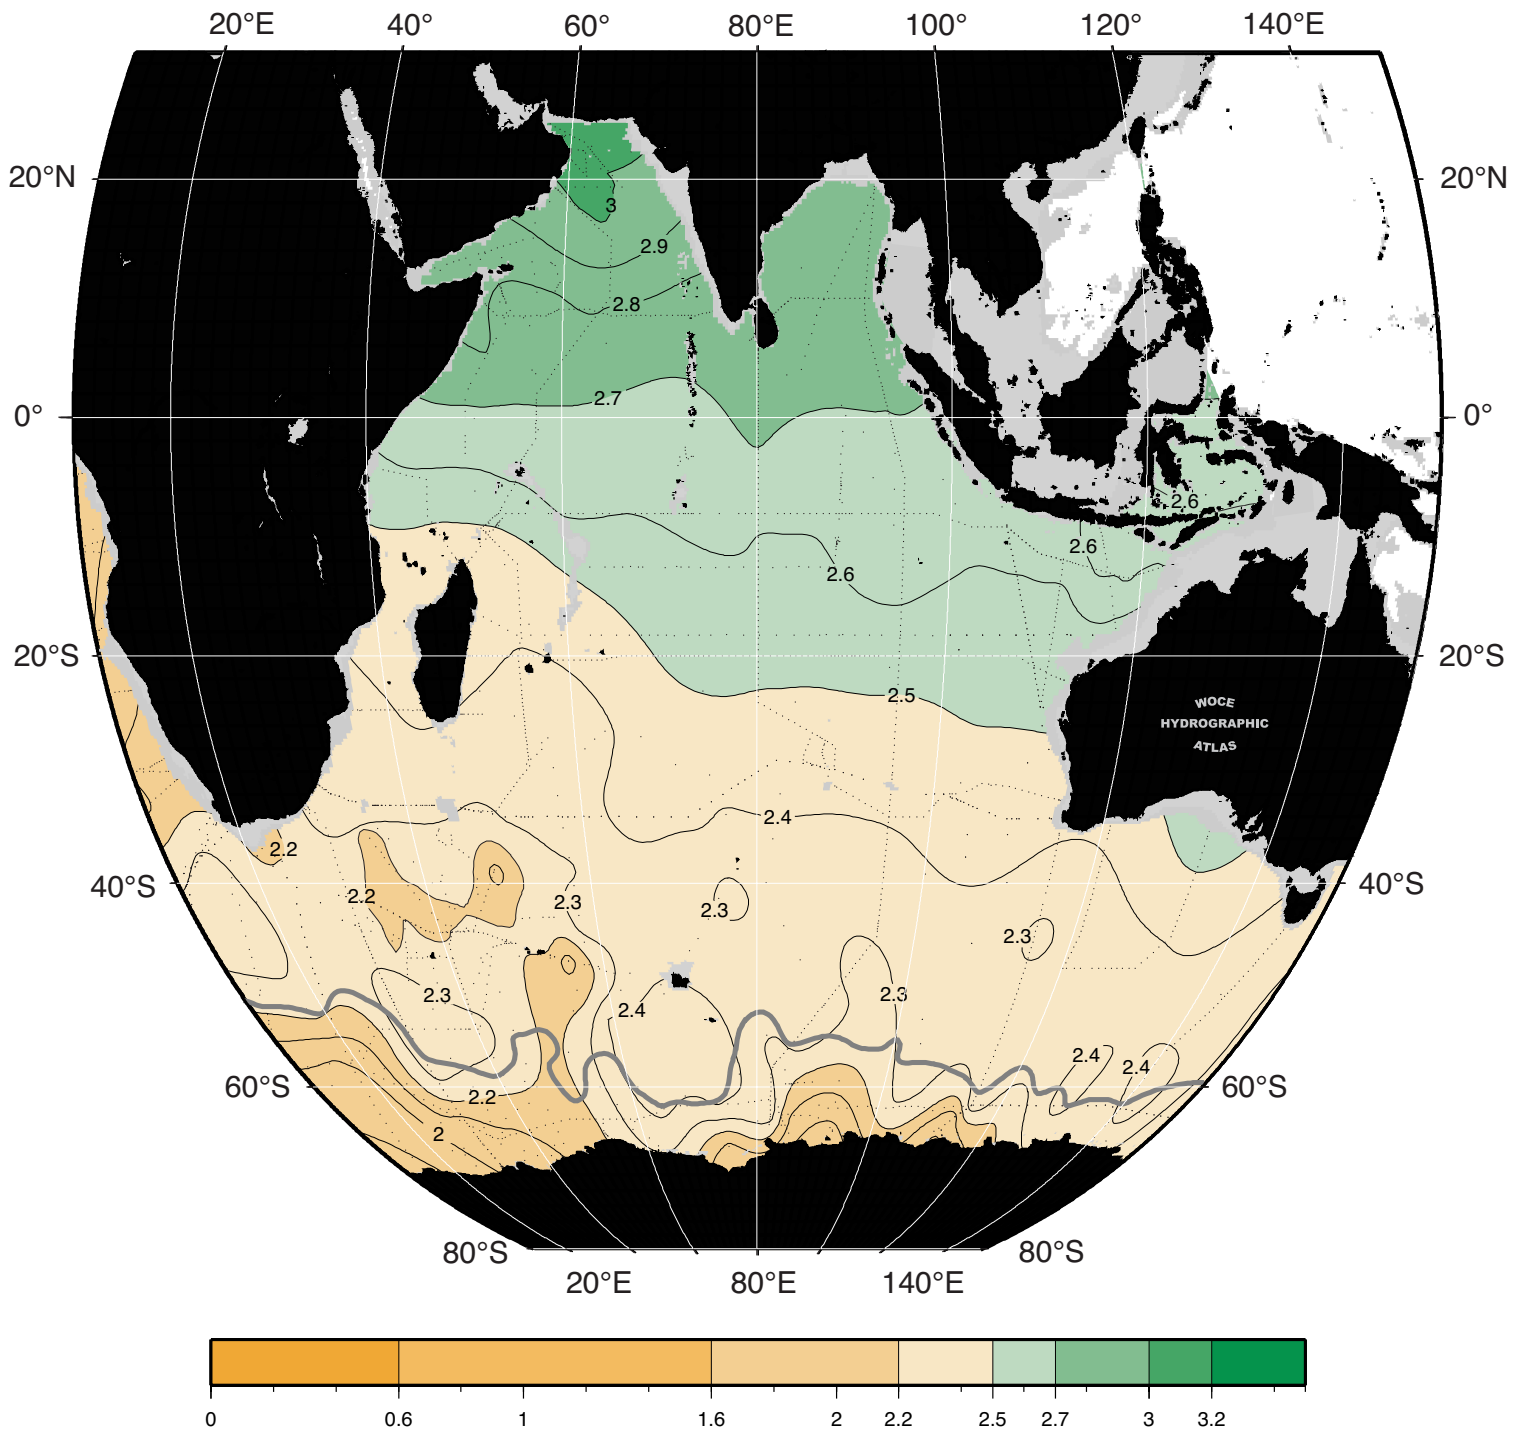 20°E 40° 60° 80°E 100° 120° 140°E
20°N 20°N
3
2.9
2.8
2.7
0° 0°
2.6
2.6
2.6
20°S 20°S
2.5
WOCE
HYDROGRAPHIC
ATLAS
2.4
2.2
40°S 40°S
2.2 2.3 2.3
2.3
2.3 2.4 2.3
2.4 2.4
60°S 2.2 60°S
2
80°S 80°S
20°E 80°E 140°E
0 0.6 1 1.6 2 2.2 2.5 2.7 3 3.2